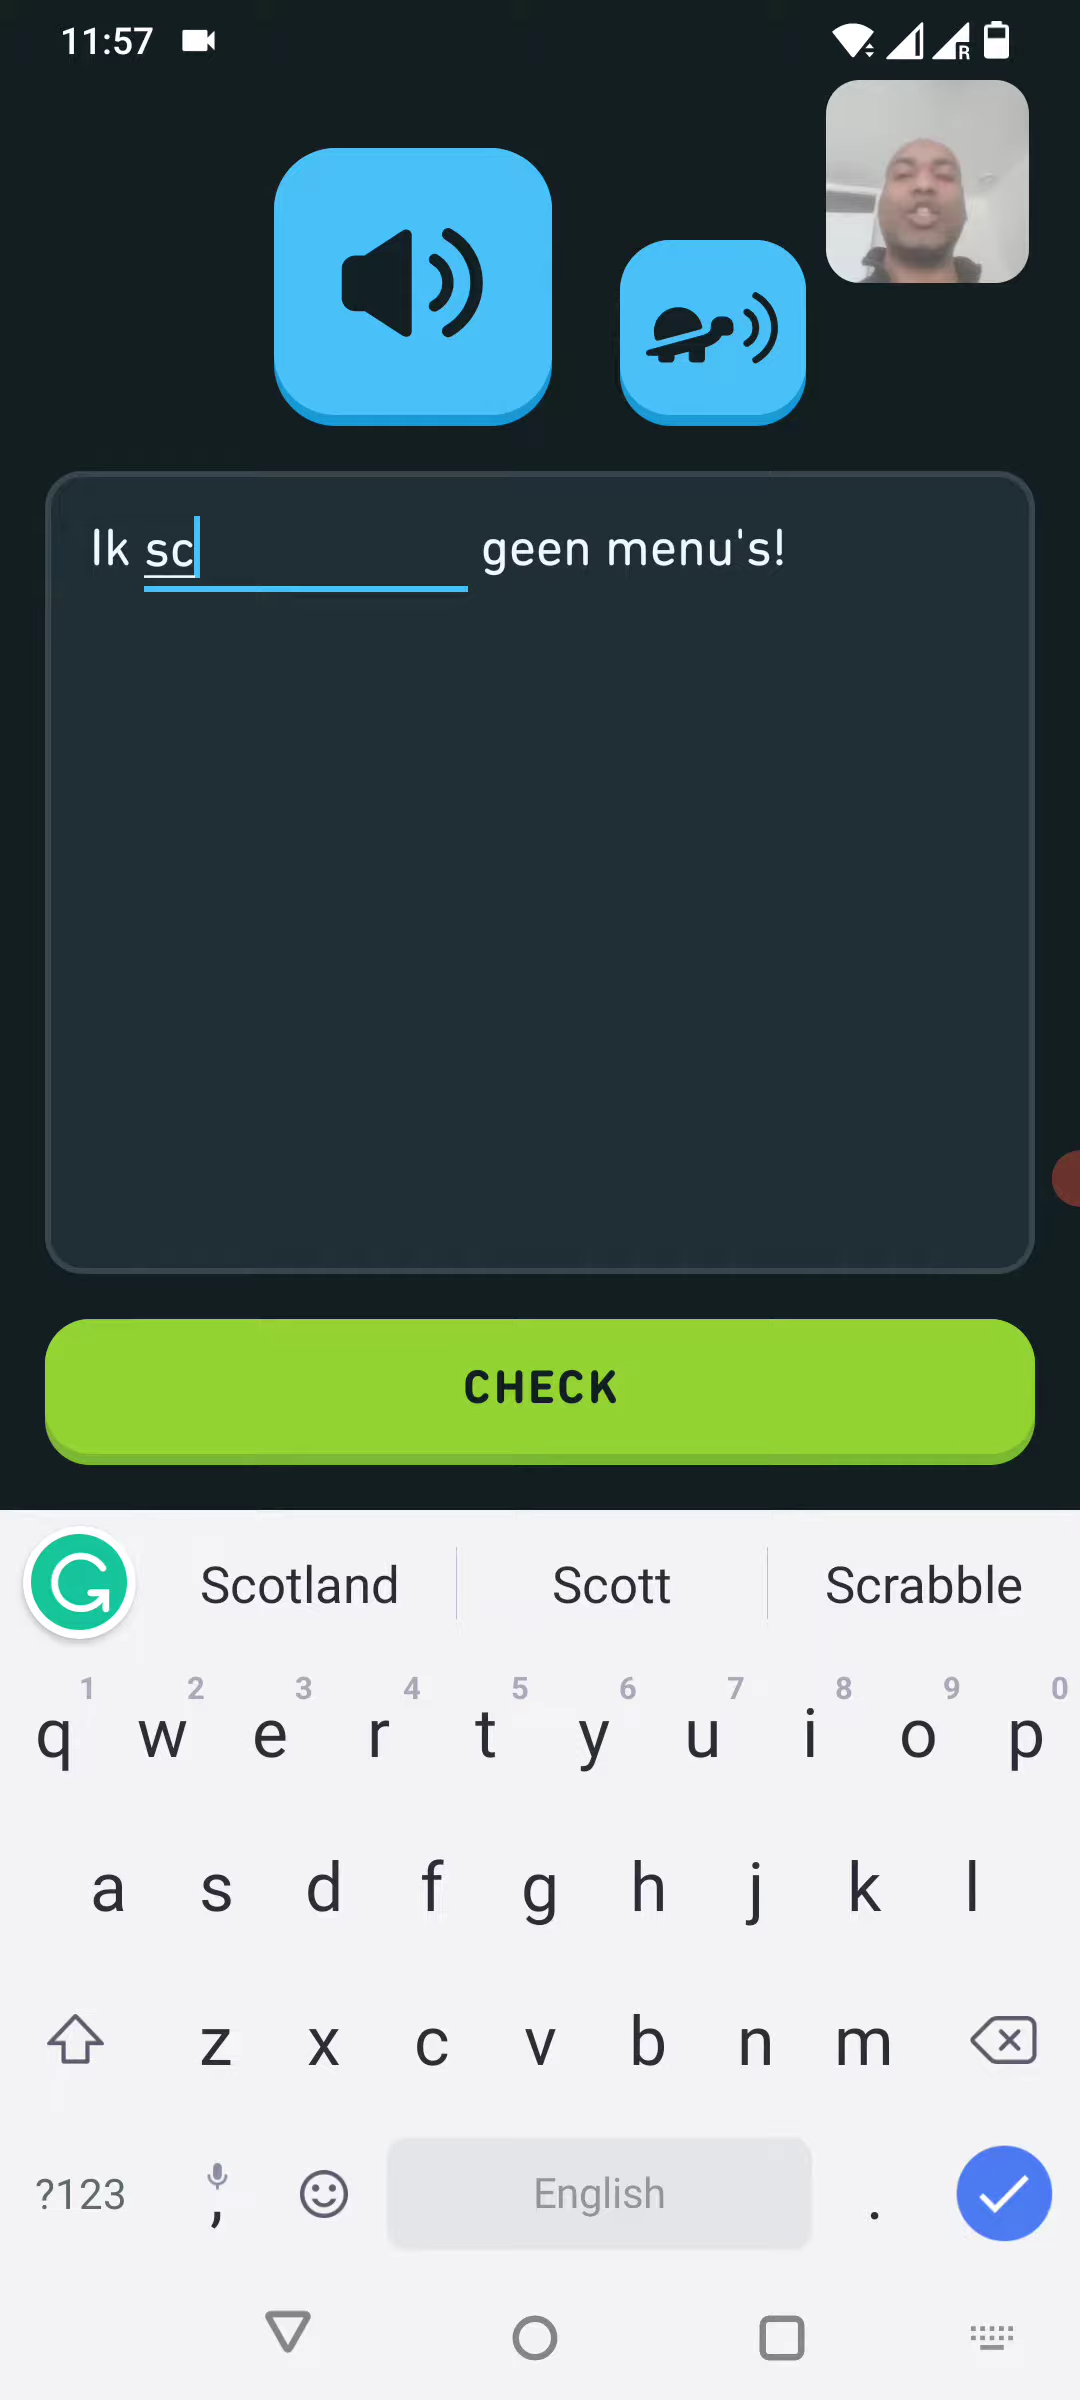 11:57
R
Ik sc geen menu's!
CHECK
Scotland Scott Scrabble
1 2 3 4 5 6 7 8 9 0
q w e r t y u i o p
a s d f g h j k l
z x c v b n m
?123 , English .